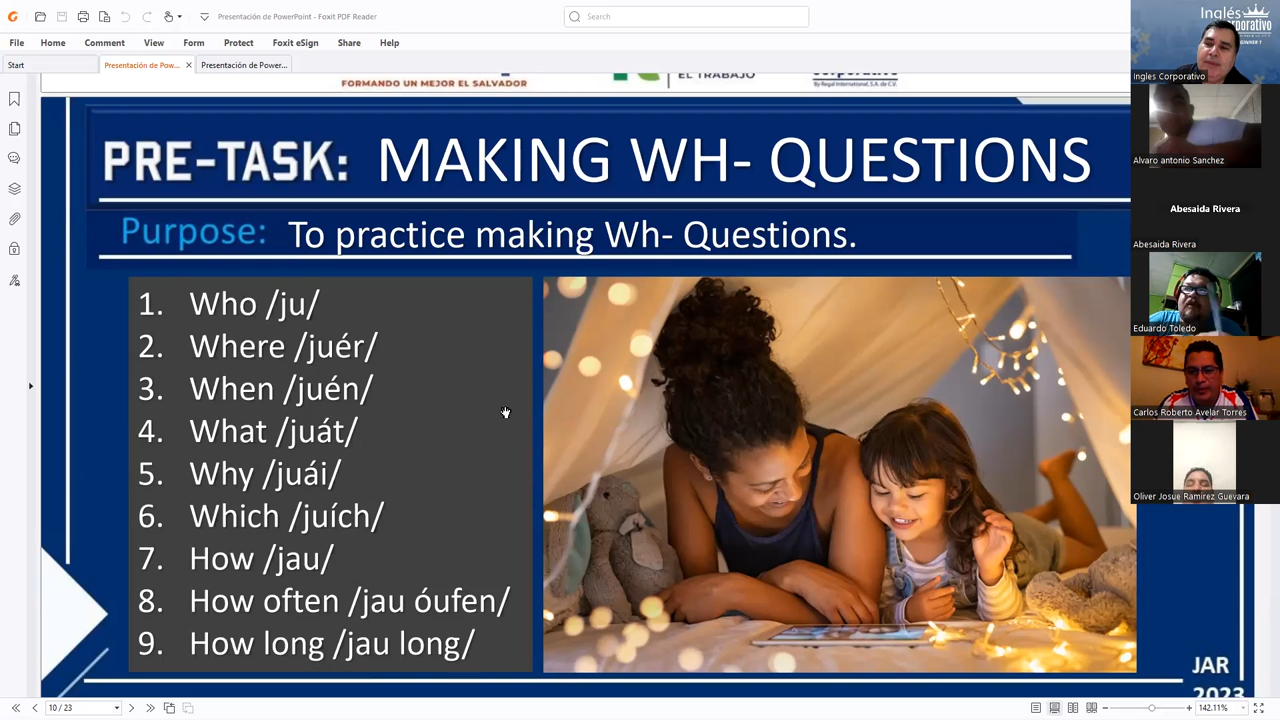 Presentación de PowerPoint - Foxit PDF Reader
Search
File Home Comment View Form Protect Foxit eSign Share Help
Start
Presentación de Pow...
Presentación de Power...
FORMANDO UN MEJOR EL SALVADOR
EL TRABAJO
By Regal International, S.A. de C.V.
PRE-TASK: MAKING WH- QUESTIONS
Purpose: To practice making Wh- Questions.
1. Who /ju/
2. Where /juér/
3. When /juén/
4. What /juát/
5. Why /juái/
6. Which /juích/
7. How /jau/
8. How often /jau óufen/
9. How long /jau long/
JAR
2023
Inglés
Ingles Corporativo
Alvaro antonio Sanchez
Abesaida Rivera
Abesaida Rivera
Eduardo Toledo
Carlos Roberto Avelar Torres
Oliver Josue Ramirez Guevara
10 / 23
142.11%